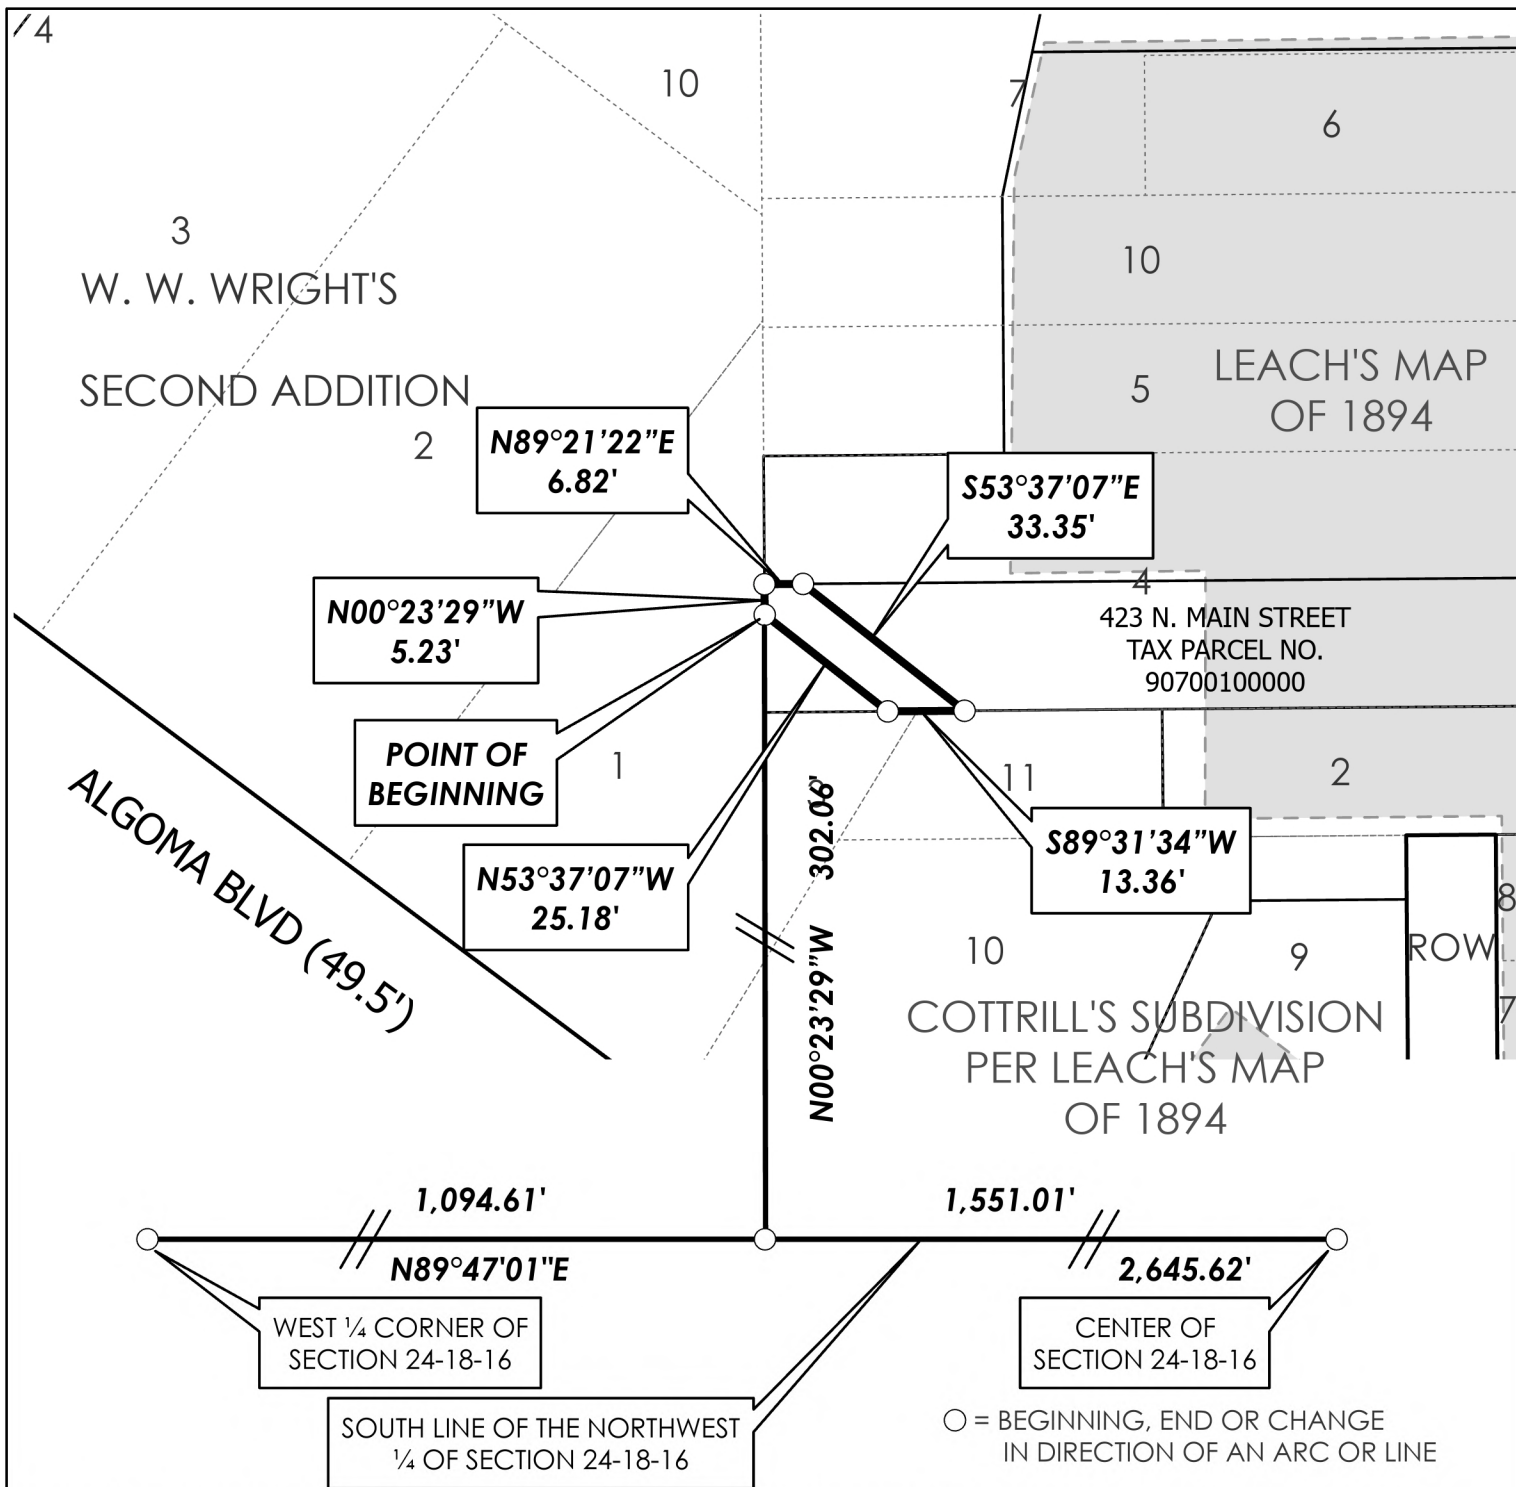 4
10
7
6
3
W. W. WRIGHT'S
SECOND ADDITION
2
10
5
LEACH'S MAP
OF 1894
N89°21'22”E
6.82'
S53°37'07”E
33.35'
N00°23'29”W
5.23'
4
423 N. MAIN STREET
TAX PARCEL NO.
90700100000
POINT OF
BEGINNING
1
11
2
ALGOMA BLVD (49.5')
N53°37'07”W
25.18'
N00°23'29”W 302.06'
S89°31'34”W
13.36'
8
10
9
ROW
7
COTTRILL'S SUBDIVISION
PER LEACH'S MAP
OF 1894
1,094.61'
1,551.01'
N89°47'01"E
2,645.62'
WEST ¼ CORNER OF
SECTION 24-18-16
CENTER OF
SECTION 24-18-16
SOUTH LINE OF THE NORTHWEST
¼ OF SECTION 24-18-16
= BEGINNING, END OR CHANGE
IN DIRECTION OF AN ARC OR LINE